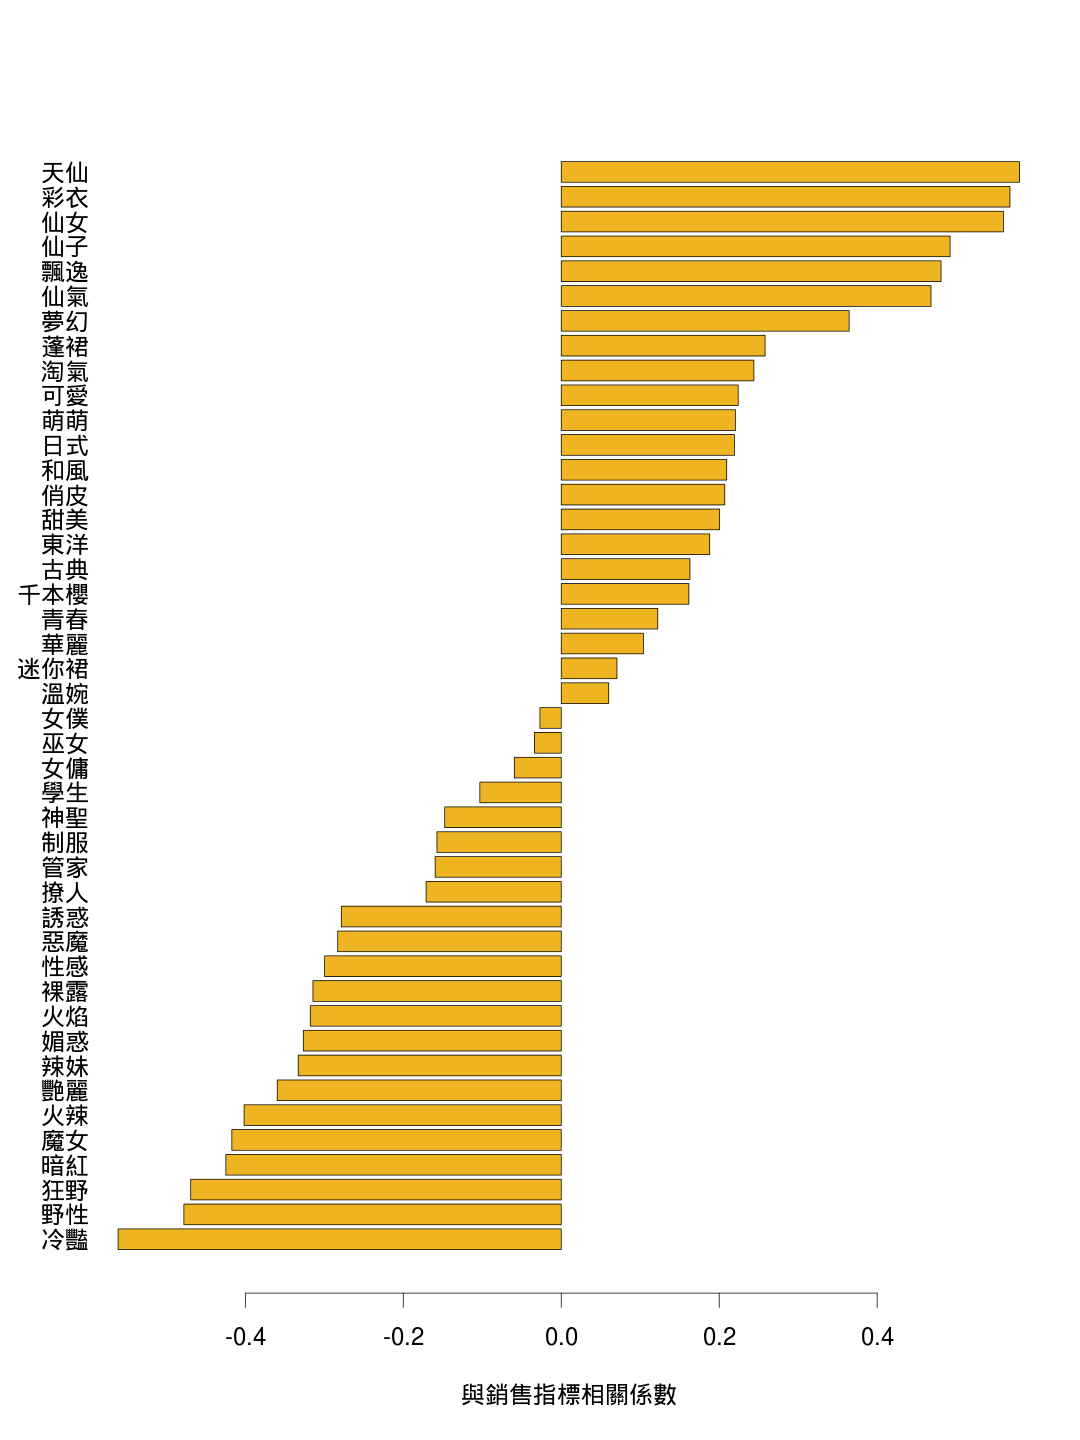 天仙
彩衣
仙女
仙子
飄逸
仙氣
夢幻
蓬裙
淘氣
可愛
萌萌
日式
和風
俏皮
甜美
東洋
古典
千本櫻
青春
華麗
迷你裙
溫婉
女僕
巫女
女傭
學生
神聖
制服
管家
撩人
誘惑
惡魔
性感
裸露
火焰
媚惑
辣妹
艷麗
火辣
魔女
暗紅
狂野
野性
冷豔
-0.4 -0.2 0.0 0.2 0.4
與銷售指標相關係數